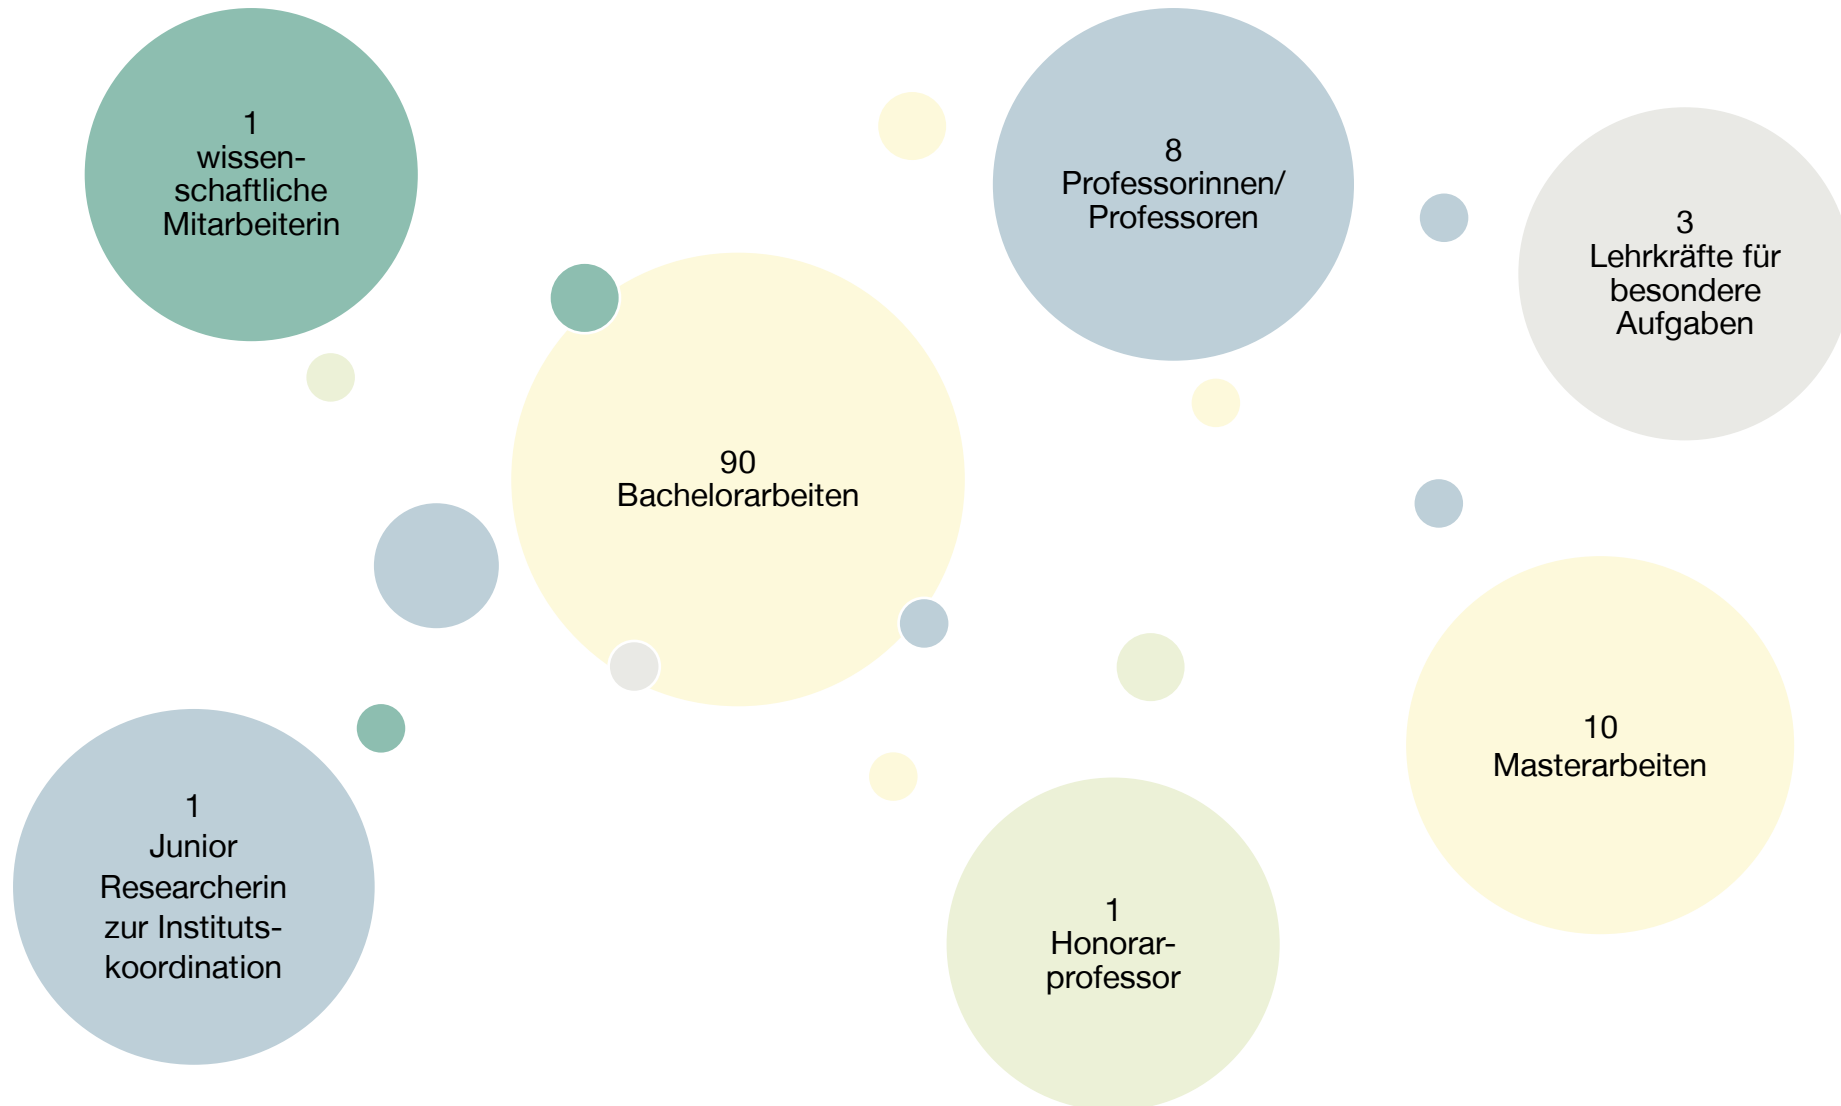 1
wissen-
schaftliche
Mitarbeiterin
8
Professorinnen/
Professoren
3
Lehrkräfte für
besondere
Aufgaben
90
Bachelorarbeiten
10
Masterarbeiten
1
Junior
Researcherin
zur Instituts-
koordination
1
Honorar-
professor